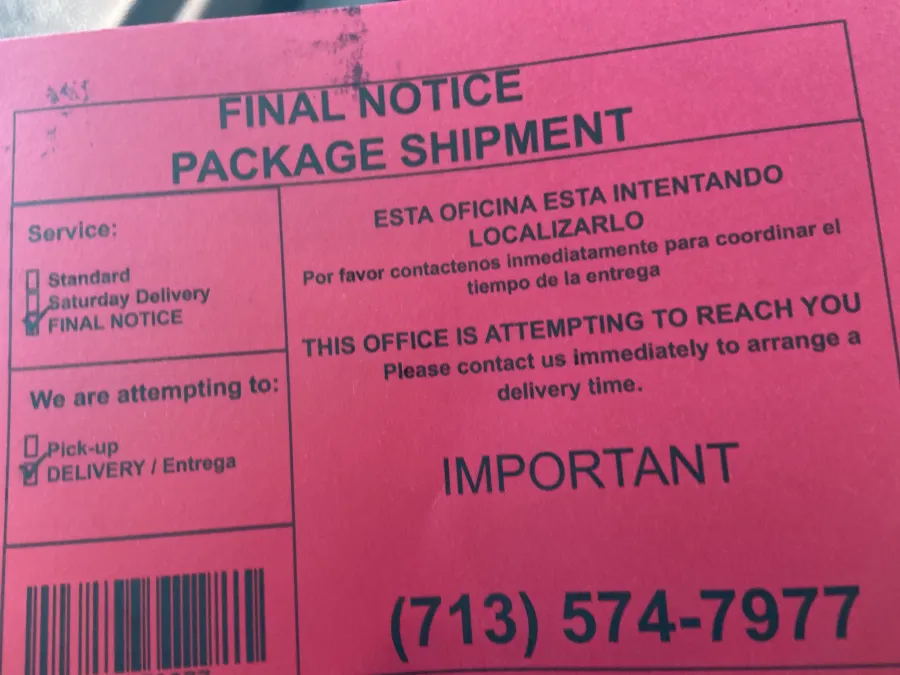 FINAL NOTICE
PACKAGE SHIPMENT
Service:
Standard
Saturday Delivery
FINAL NOTICE
We are attempting to:
Pick-up
DELIVERY / Entrega
ESTA OFICINA ESTA INTENTANDO
LOCALIZARLO
Por favor contactenos inmediatamente para coordinar el
tiempo de la entrega
THIS OFFICE IS ATTEMPTING TO REACH YOU
Please contact us immediately to arrange a
delivery time.
IMPORTANT
(713) 574-7977